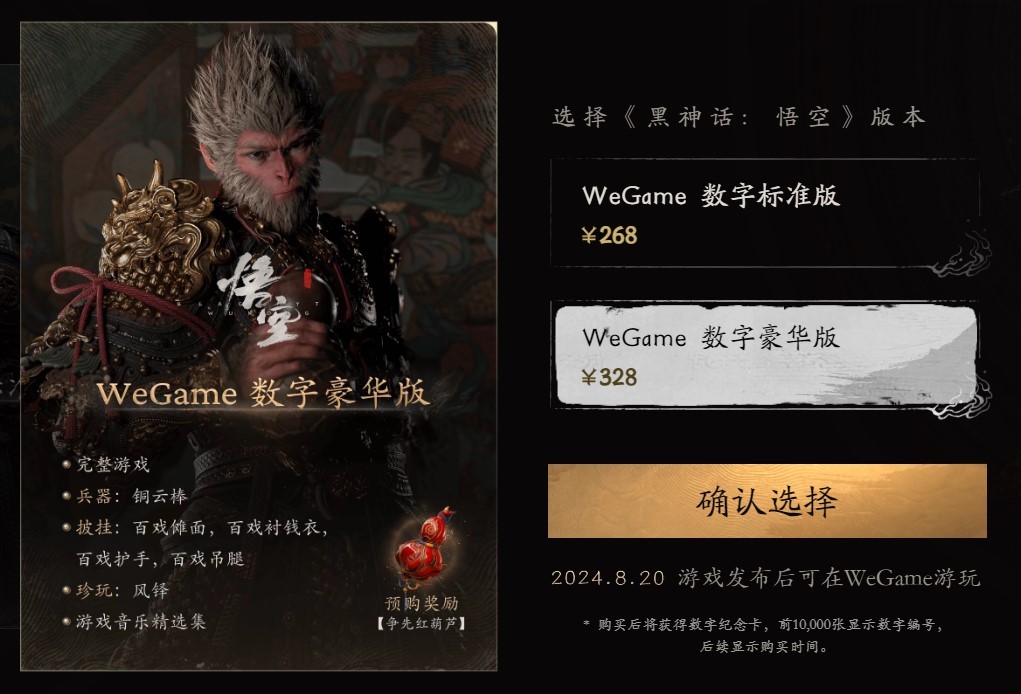 悟空
WeGame 数字豪华版
完整游戏
兵器：铜云棒
披挂：百戏傩面，百戏衬钱衣，
百戏护手，百戏吊腿
珍玩：风铎
游戏音乐精选集
预购奖励
【争先红葫芦】
选择《黑神话：悟空》版本
WeGame 数字标准版
¥268
WeGame 数字豪华版
¥328
确认选择
2024.8.20 游戏发布后可在WeGame游玩
* 购买后将获得数字纪念卡，前10,000张显示数字编号，
后续显示购买时间。